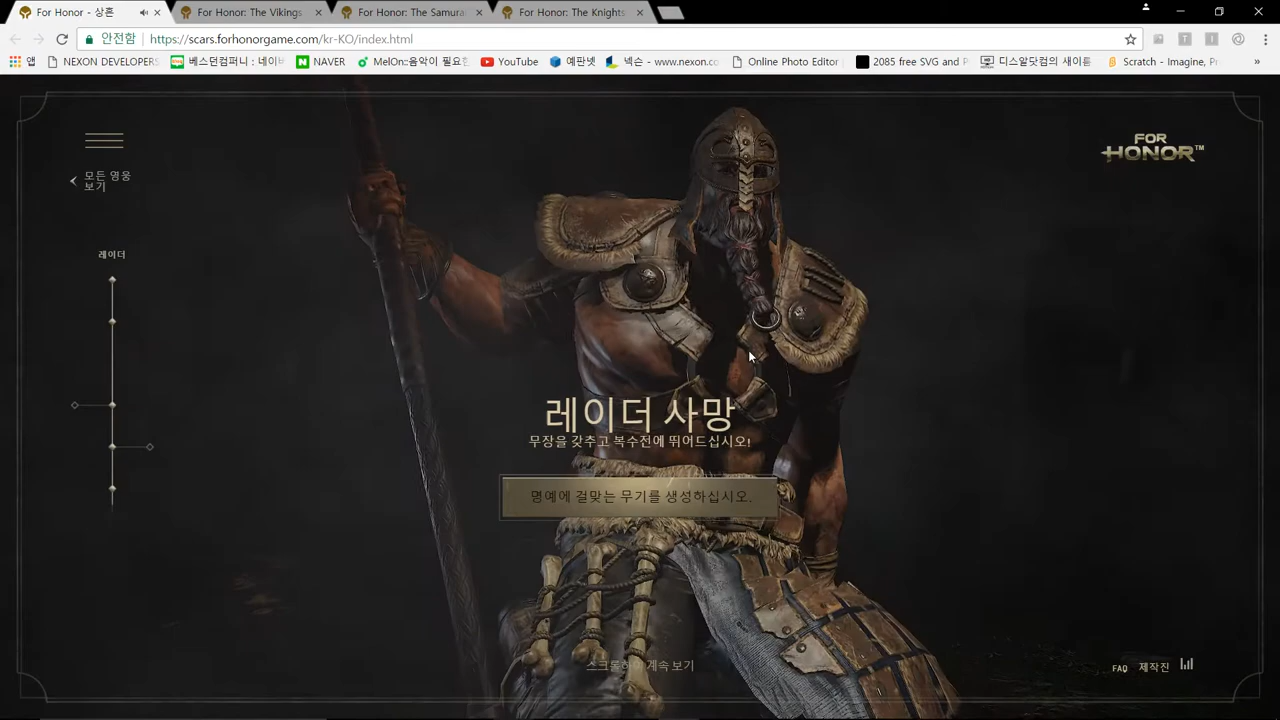 For Honor - 상흔
For Honor: The Vikings
For Honor: The Samurai
For Honor: The Knights
안전함
https://scars.forhonorgame.com/kr-KO/index.html
앱
NEXON DEVELOPERS
베스던컴퍼니 : 네이버
NAVER
MelOn::음악이 필요한
YouTube
예판넷
넥슨 - www.nexon.co
Online Photo Editor
2085 free SVG and P
디스알닷컴의 새이름
Scratch - Imagine, Pr
»
FOR
HONOR™
모든 영웅
보기
레이더
레이더 사망
무장을 갖추고 복수전에 뛰어드십시오!
명예에 걸맞는 무기를 생성하십시오.
스크롤하여 계속 보기
FAQ
제작진